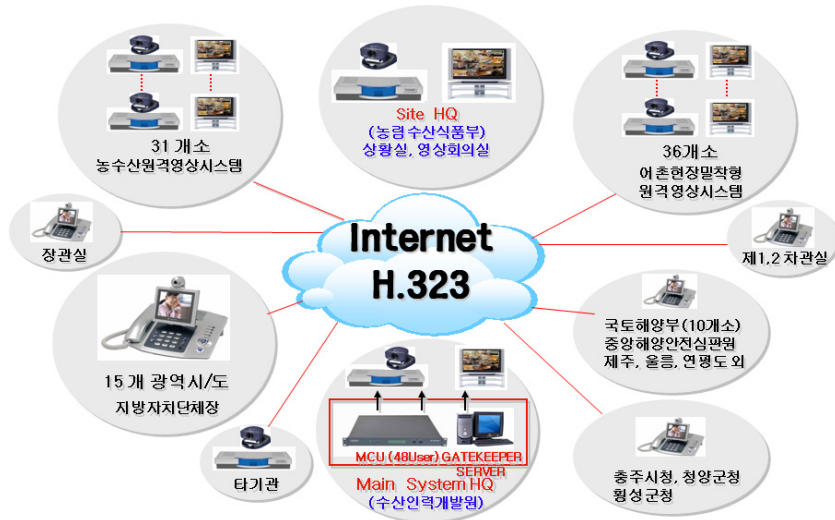 31 개소
농수산원격영상시스템
Site HQ
(농림 수산식품부)
상황실, 영상회의실
36개소
어촌현장밀착형
원격영상시스템
장관실
Internet
H.323
제1,2 차관실
15개 광역시/도
지방자치단체장
국토해양부 (10개소)
중앙해양안전심판원
제주, 울릉, 연평도 외
타기관
MCU (48User) GATEKEEPER
SERVER
Main System HQ
(수산인력개발원)
충주시청, 청양군청
횡성군청